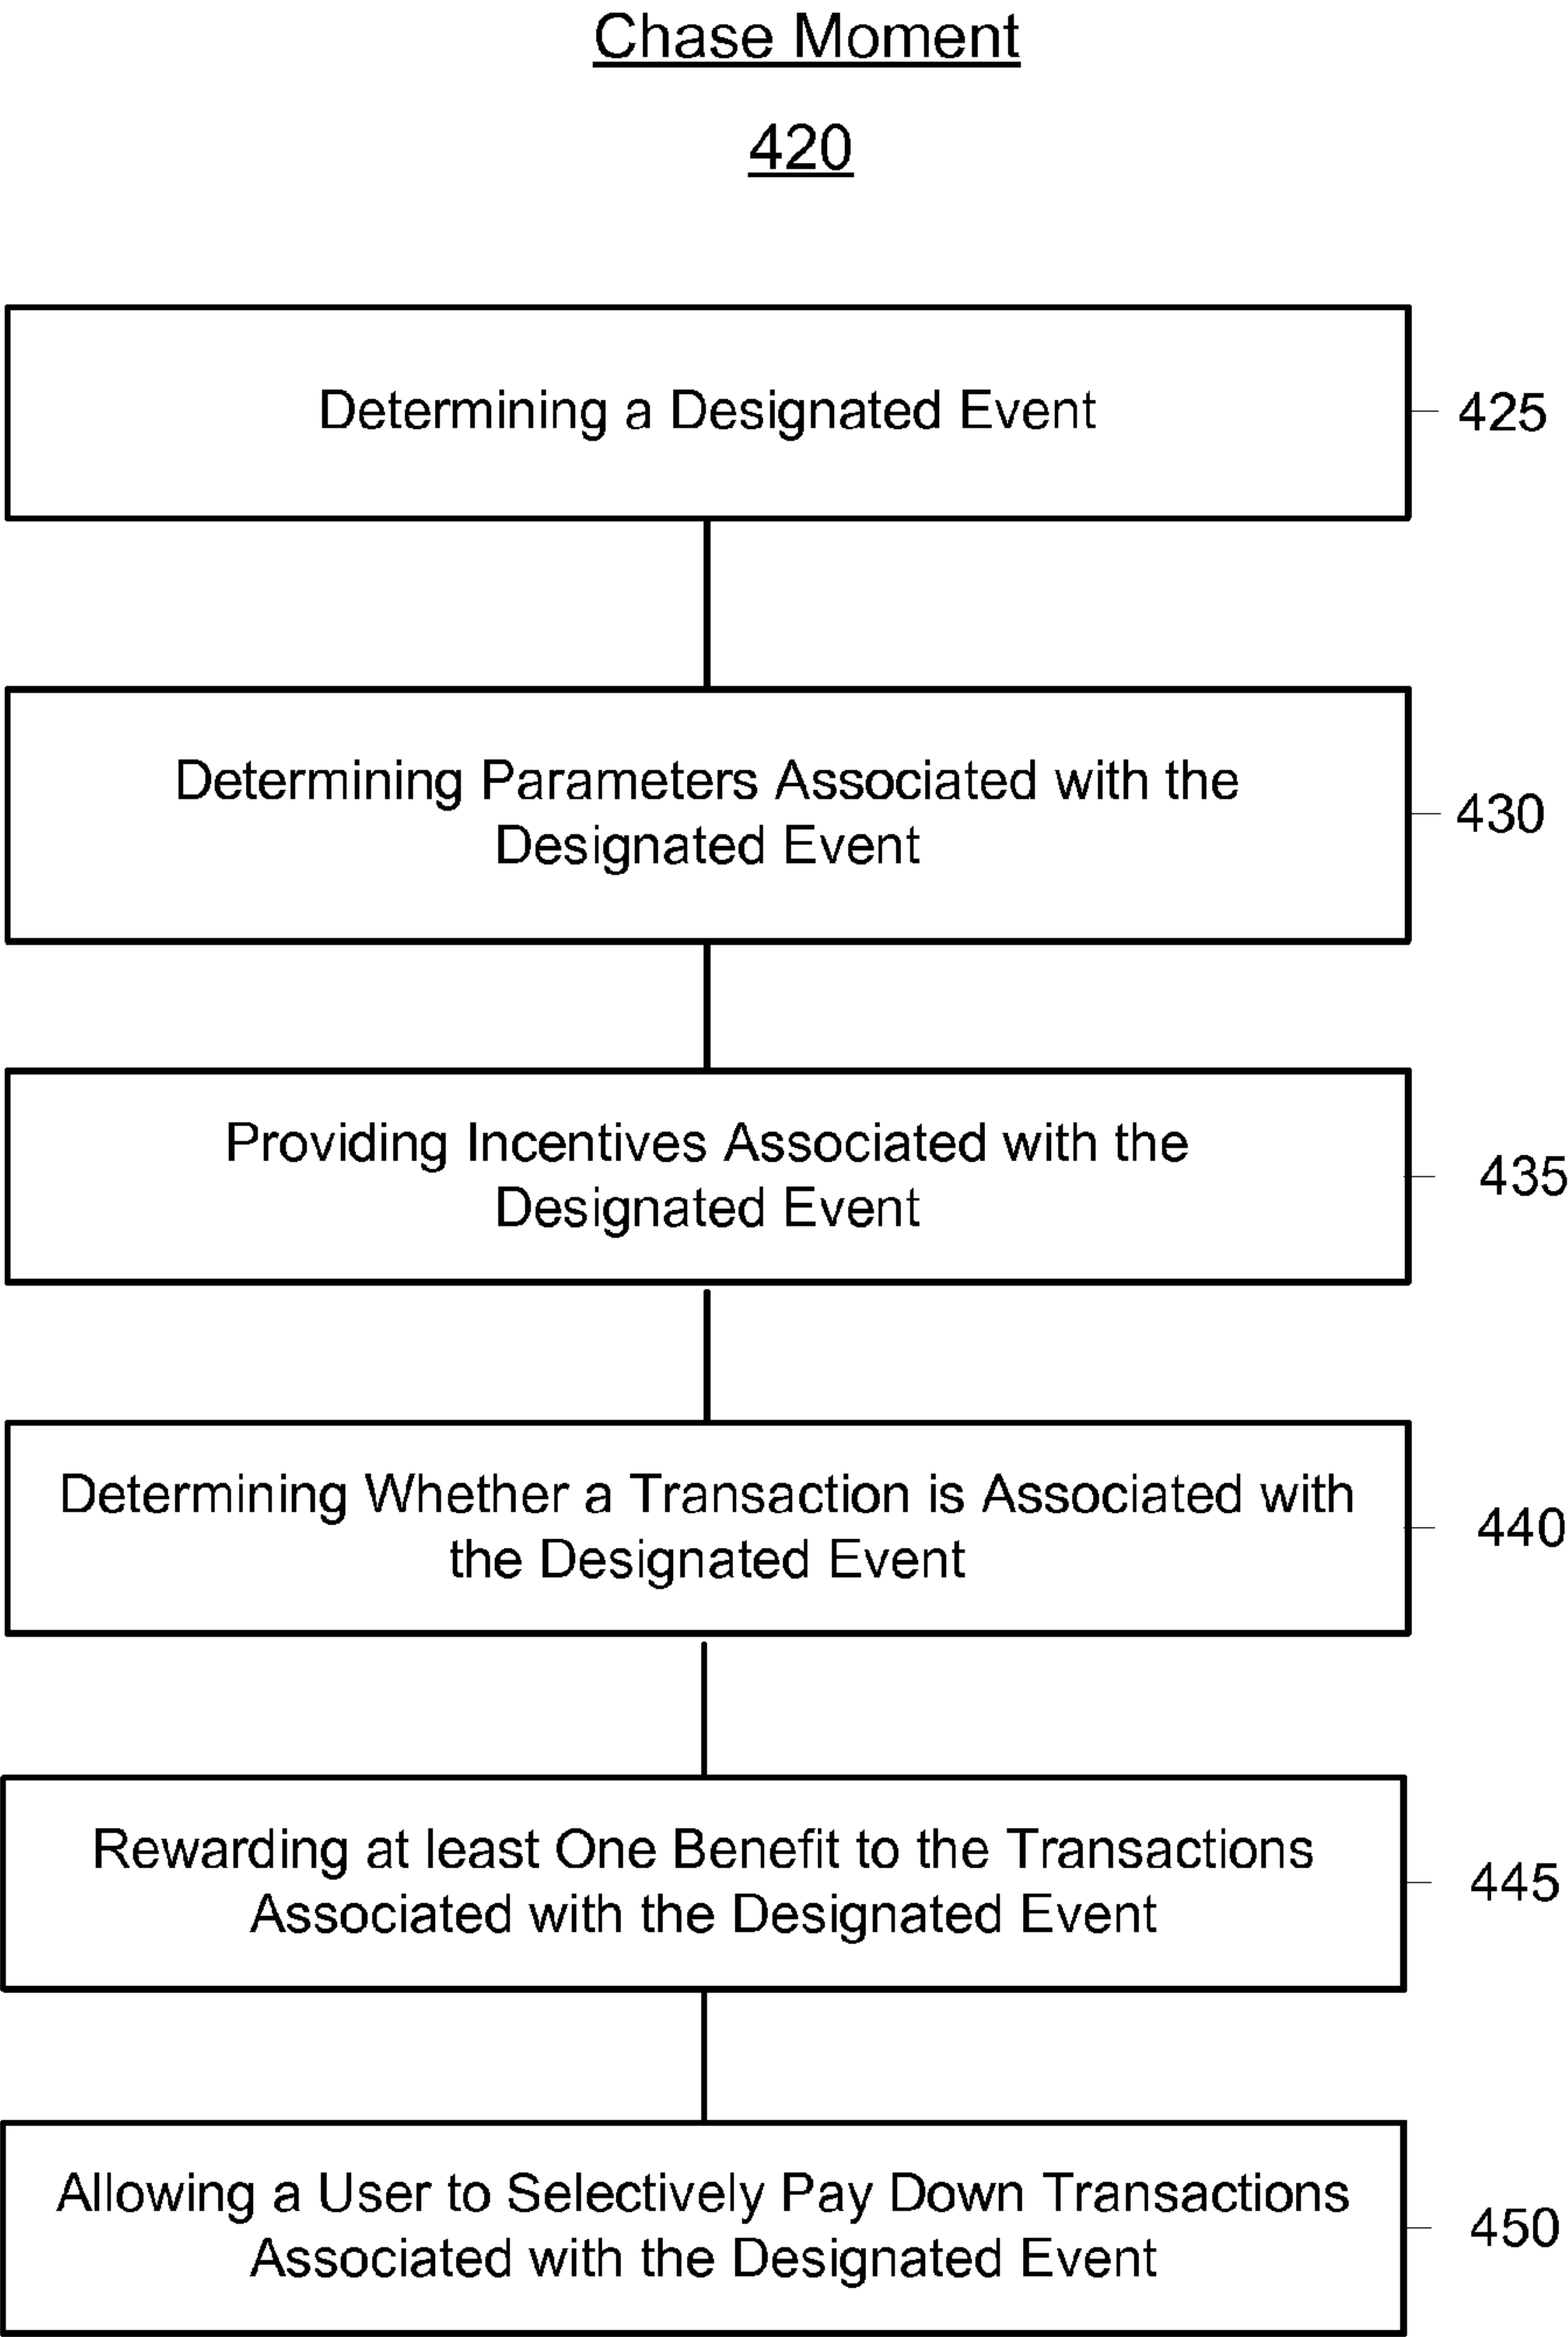 Chase Moment
420
Determining a Designated Event
425
Determining Parameters Associated with the
Designated Event
430
Providing Incentives Associated with the
Designated Event
435
Determining Whether a Transaction is Associated with
the Designated Event
440
Rewarding at least One Benefit to the Transactions
Associated with the Designated Event
445
Allowing a User to Selectively Pay Down Transactions
Associated with the Designated Event
450